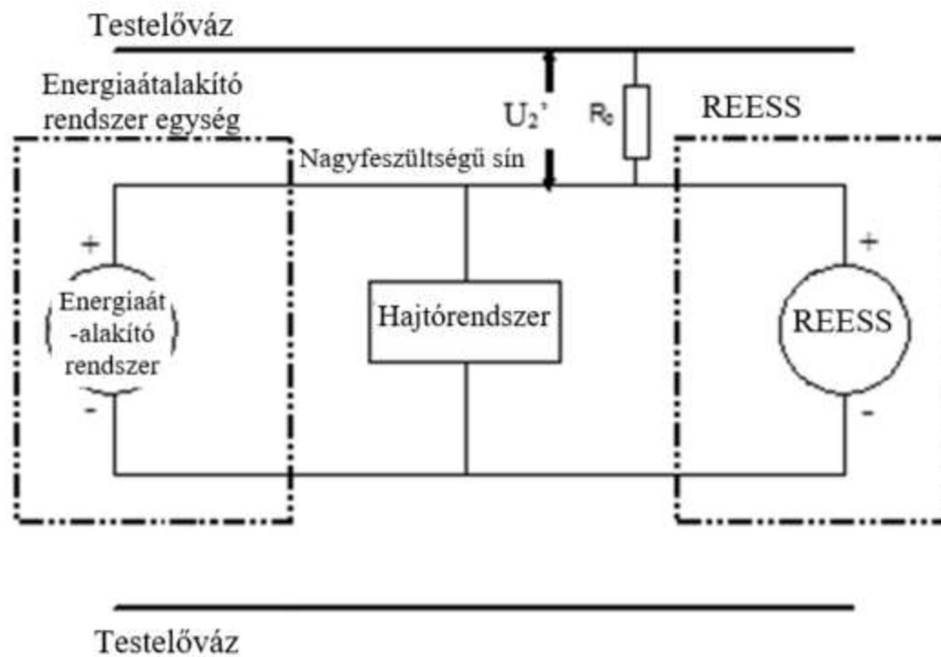 Testelőváz
Energiaátalakító
rendszer egység
U₂’
R₀
REESS
Nagyfeszültségű sín
+
+
Energiaát
-alakító
rendszer
Hajtórendszer
REESS
-
-
Testelőváz